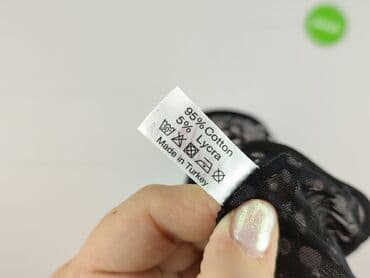 95% Cotton
5% Lycra
Made in Turkey